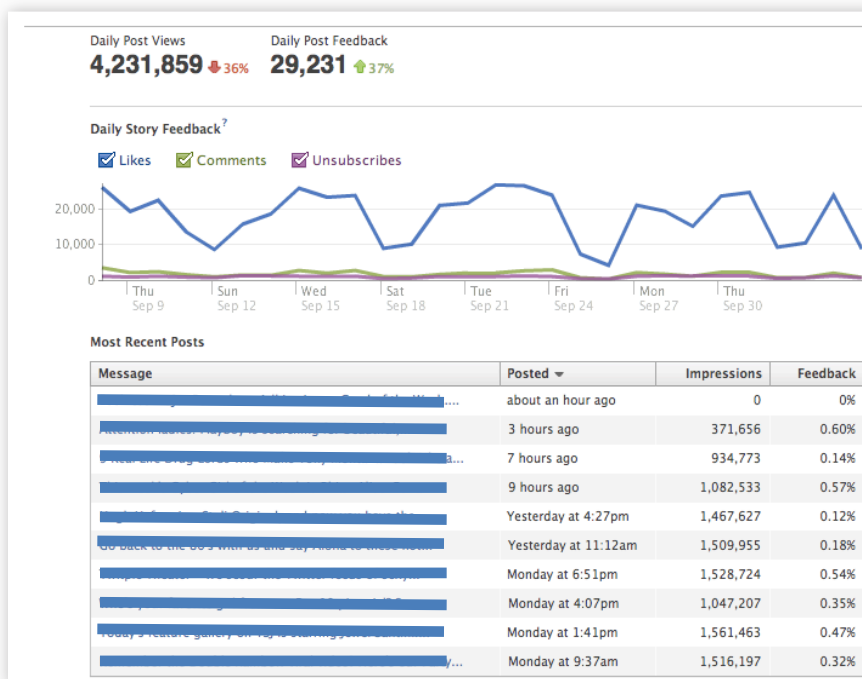 Daily Post Views Daily Post Feedback
4,231,859 36% 29,231 37%
Daily Story Feedback?
Likes Comments Unsubscribes
20,000
10,000
0
Thu Sun Wed Sat Tue Fri Mon Thu
Sep 9 Sep 12 Sep 15 Sep 18 Sep 21 Sep 24 Sep 27 Sep 30
Most Recent Posts
Message Posted Impressions Feedback
.... about an hour ago 0 0%
3 hours ago 371,656 0.60%
a... 7 hours ago 934,773 0.14%
9 hours ago 1,082,533 0.57%
Yesterday at 4:27pm 1,467,627 0.12%
Yesterday at 11:12am 1,509,955 0.18%
Monday at 6:51pm 1,528,724 0.54%
Monday at 4:07pm 1,047,207 0.35%
Monday at 1:41pm 1,561,463 0.47%
y... Monday at 9:37am 1,516,197 0.32%